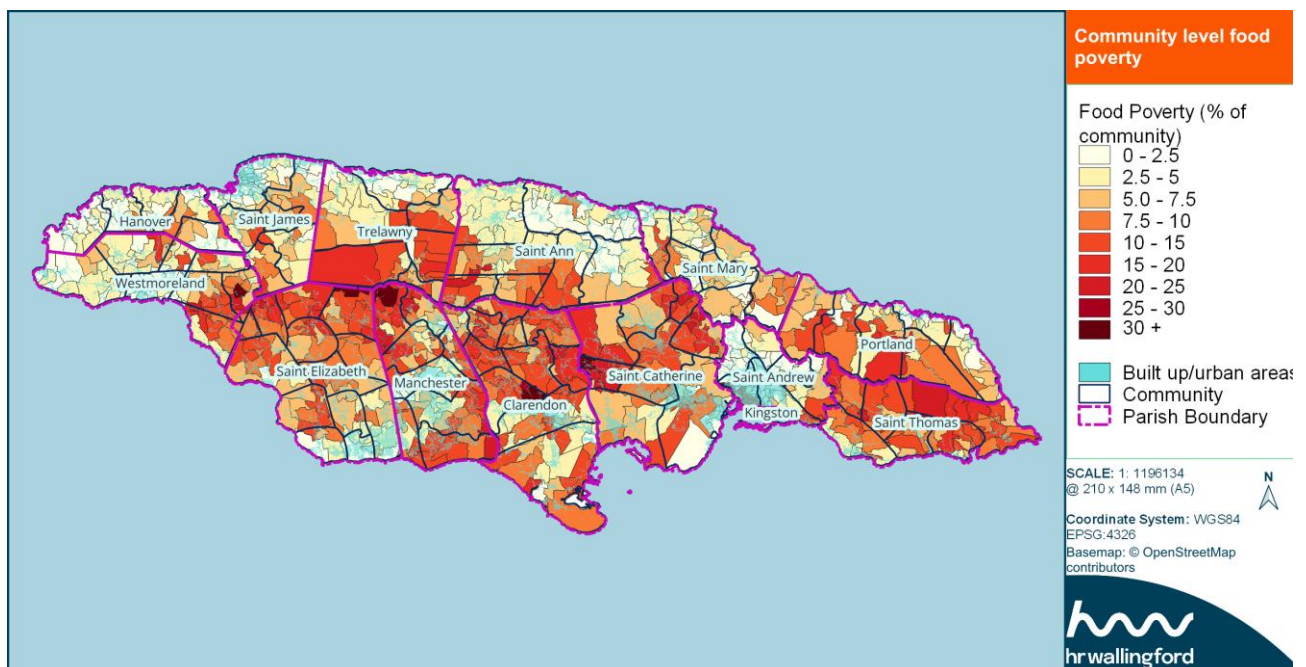 Community level food
poverty
Food Poverty (% of
community)
0 - 2.5
2.5 - 5
5.0 - 7.5
7.5 - 10
10 - 15
15 - 20
20 - 25
25 - 30
30 +
Built up/urban areas
Community
Parish Boundary
SCALE: 1: 1196134
@ 210 x 148 mm (A5)
N
Coordinate System: WGS84
EPSG:4326
Basemap: © OpenStreetMap
contributors
hrwallingford
Hanover
Saint James
Trelawny
Saint Ann
Saint Mary
Westmoreland
Portland
Saint Elizabeth
Manchester
Saint Catherine
Saint Andrew
Clarendon
Kingston
Saint Thomas